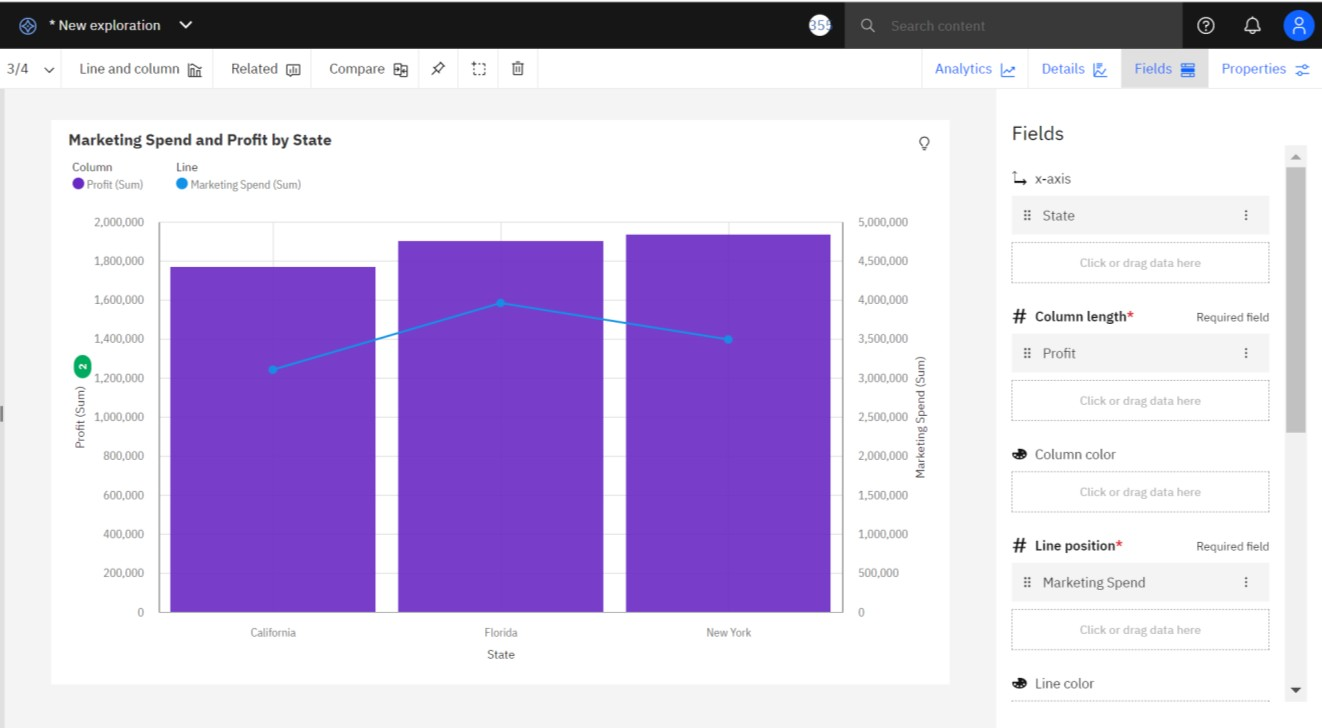 * New exploration
355
Search content
3/4
Line and column
Related
Compare
Analytics
Details
Fields
Properties
Marketing Spend and Profit by State
Column
Line
Profit (Sum)
Marketing Spend (Sum)
2,000,000
1,800,000
1,600,000
1,400,000
1,200,000
1,000,000
800,000
600,000
400,000
200,000
0
2
Profit (Sum)
5,000,000
4,500,000
4,000,000
3,500,000
3,000,000
2,500,000
2,000,000
1,500,000
1,000,000
500,000
0
Marketing Spend (Sum)
California
Florida
New York
State
Fields
x-axis
State
Click or drag data here
# Column length*
Required field
Profit
Click or drag data here
Column color
Click or drag data here
# Line position*
Required field
Marketing Spend
Click or drag data here
Line color